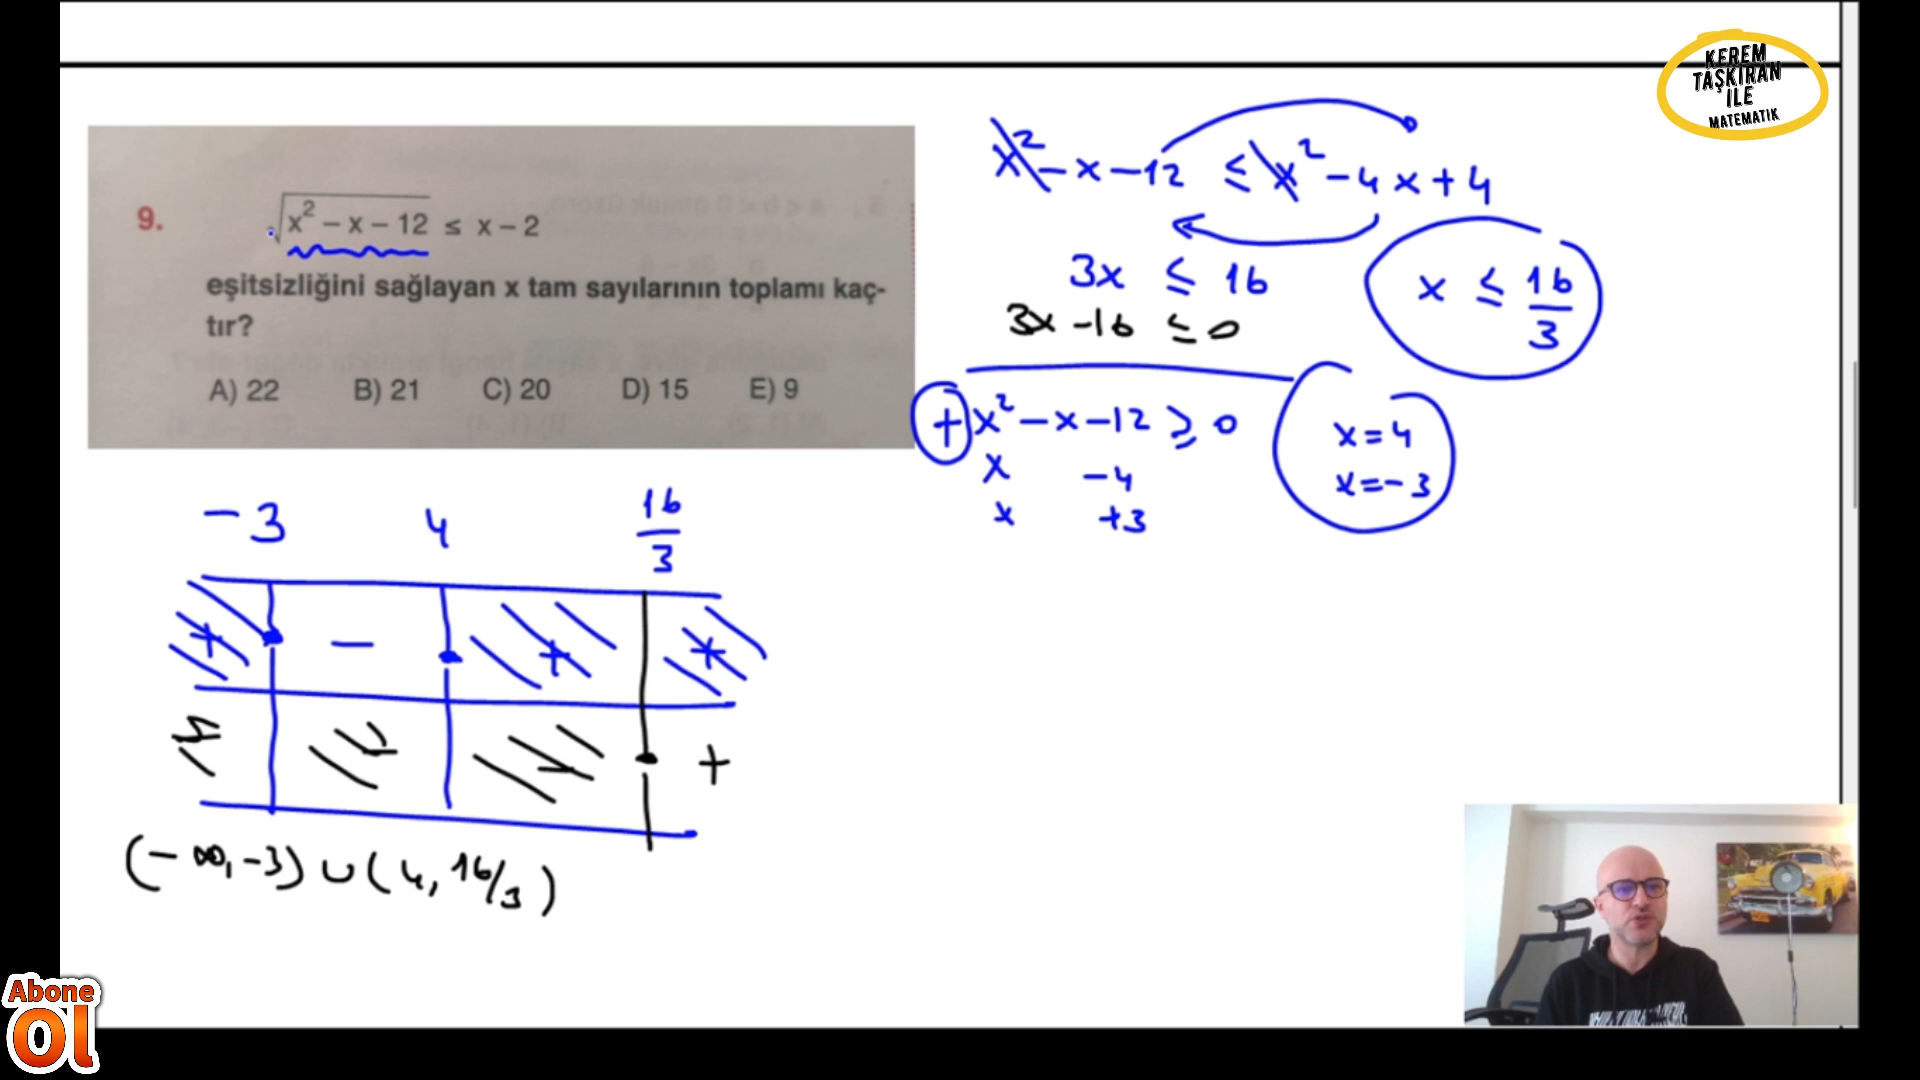 KEREM
TAŞKIRAN
İLE
MATEMATİK
9.
√x² − x − 12 ≤ x − 2
eşitsizliğini sağlayan x tam sayılarının toplamı kaç-
tır?
A) 22 B) 21 C) 20 D) 15 E) 9
x² − x − 12 ≤ x² − 4x + 4
3x ≤ 16
x ≤ 16/3
3x − 16 ≤ 0
+ x² − x − 12 ≥ 0
x −4
x +3
x = 4
x = −3
−3 4 16/3
+ − + +
− − − +
(−∞, −3) ∪ (4, 16/3)
Abone
Ol